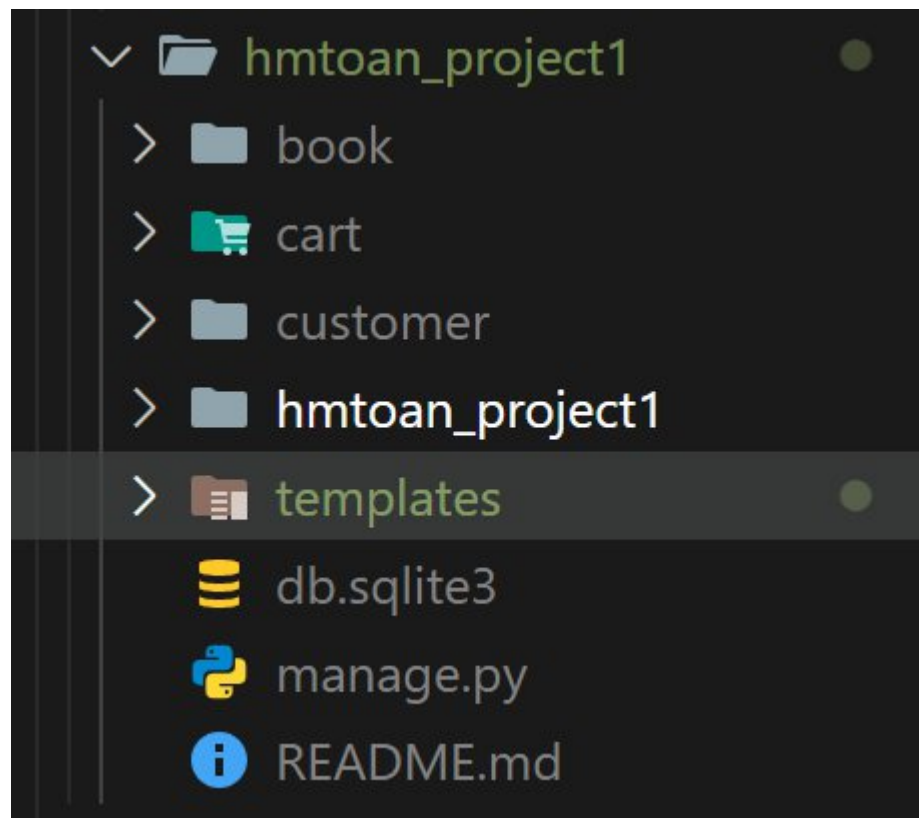 hmtoan_project1
book
cart
customer
hmtoan_project1
templates
db.sqlite3
manage.py
README.md